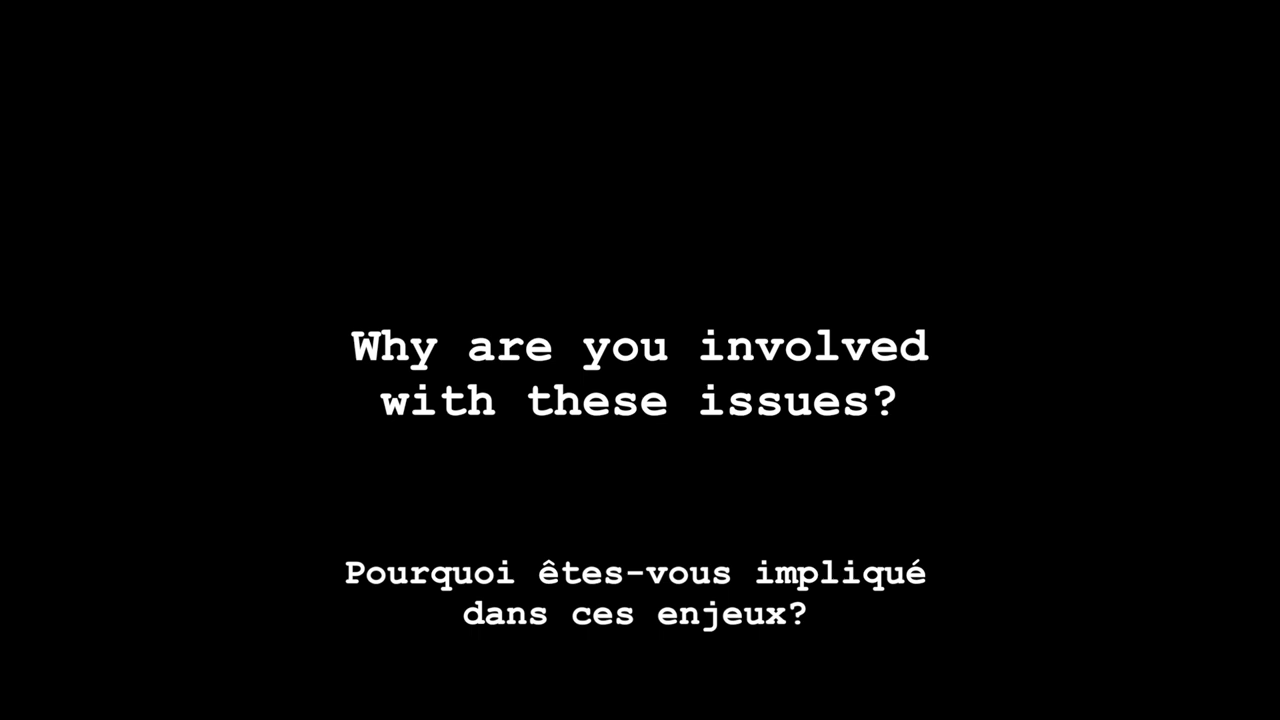 Why are you involved
with these issues?
Pourquoi êtes-vous impliqué
dans ces enjeux?